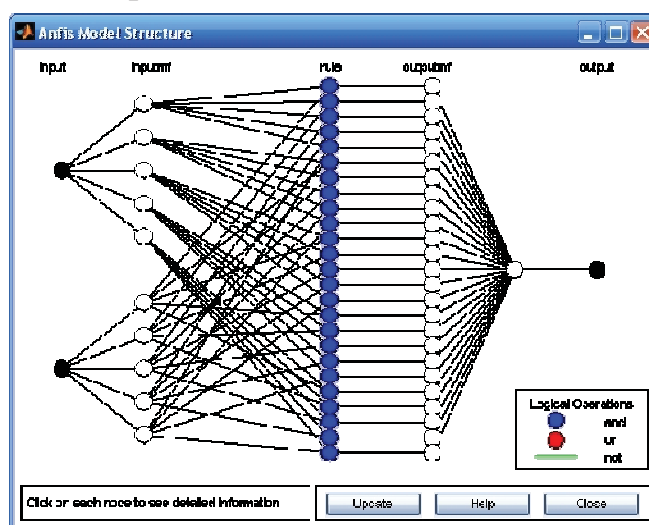 Anfis Model Structure
input inputmf rule outputmf output
Logical Operations
and
or
not
Click on each node to see detailed information
Update Help Close